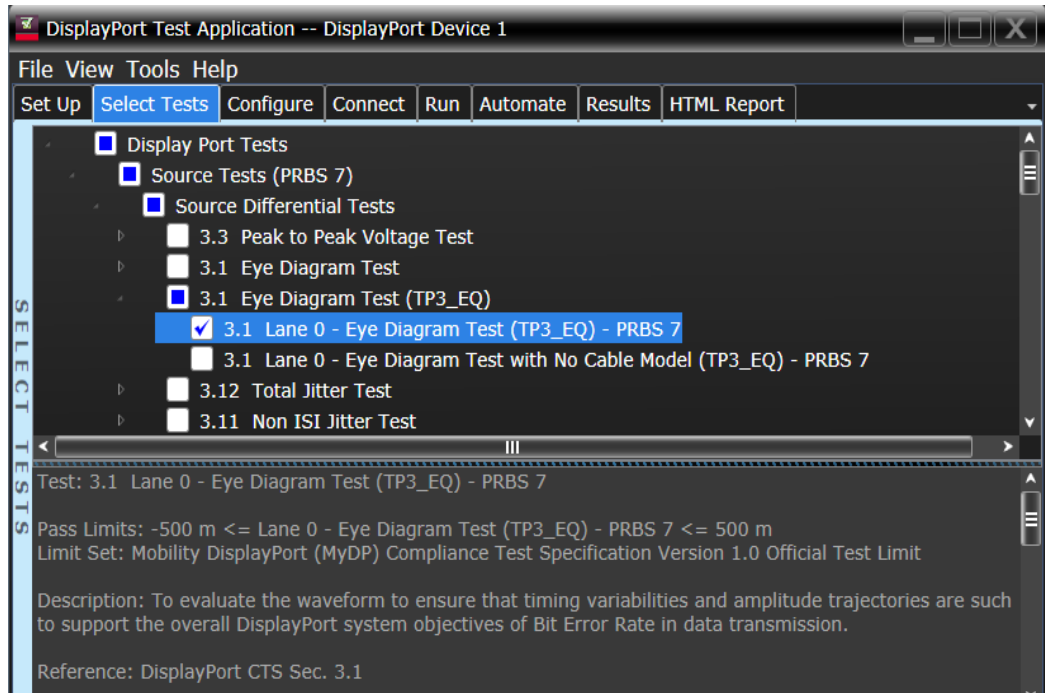 DisplayPort Test Application -- DisplayPort Device 1
File View Tools Help
Set Up Select Tests Configure Connect Run Automate Results HTML Report
Display Port Tests
Source Tests (PRBS 7)
Source Differential Tests
3.3 Peak to Peak Voltage Test
3.1 Eye Diagram Test
3.1 Eye Diagram Test (TP3_EQ)
3.1 Lane 0 - Eye Diagram Test (TP3_EQ) - PRBS 7
3.1 Lane 0 - Eye Diagram Test with No Cable Model (TP3_EQ) - PRBS 7
3.12 Total Jitter Test
3.11 Non ISI Jitter Test
SELECT TESTS
Test: 3.1 Lane 0 - Eye Diagram Test (TP3_EQ) - PRBS 7
Pass Limits: -500 m <= Lane 0 - Eye Diagram Test (TP3_EQ) - PRBS 7 <= 500 m
Limit Set: Mobility DisplayPort (MyDP) Compliance Test Specification Version 1.0 Official Test Limit
Description: To evaluate the waveform to ensure that timing variabilities and amplitude trajectories are such
to support the overall DisplayPort system objectives of Bit Error Rate in data transmission.
Reference: DisplayPort CTS Sec. 3.1